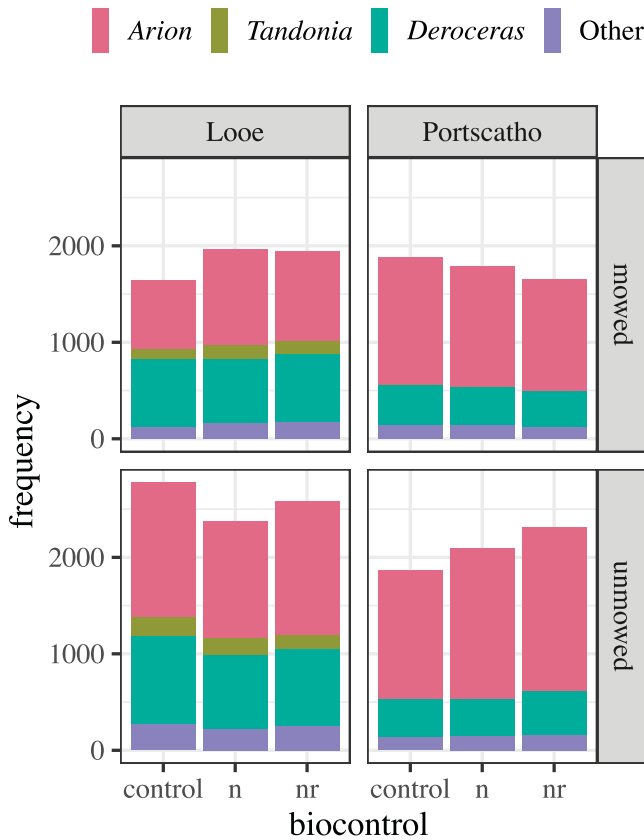 Arion Tandonia Deroceras Other
Looe Portscatho
2000
1000
0
mowed
2000
1000
0
unmowed
frequency
control n nr control n nr
biocontrol